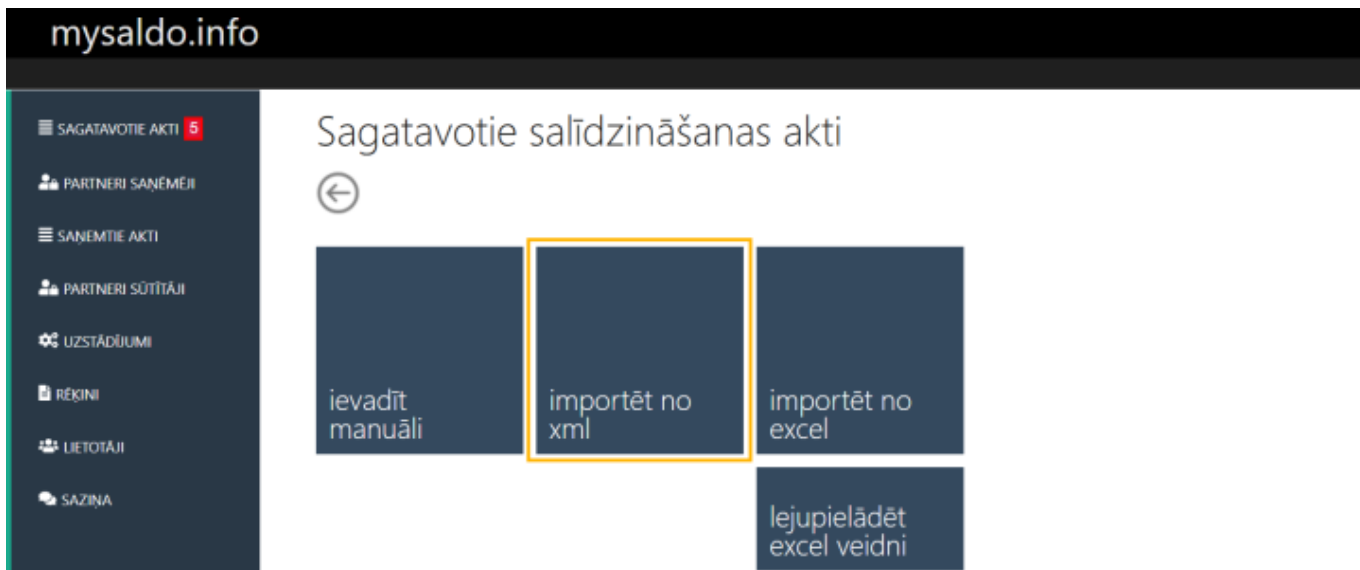 mysaldo.info
SAGATAVOTIE AKTI 5
PARTNERI SAŅĒMĒJI
SAŅEMTIE AKTI
PARTNERI SŪTĪTĀJI
UZSTĀDĪJUMI
RĒĶINI
LIETOTĀJI
SAZIŅA
Sagatavotie salīdzināšanas akti
ievadīt
manuāli
importēt no
xml
importēt no
excel
lejupielādēt
excel veidni